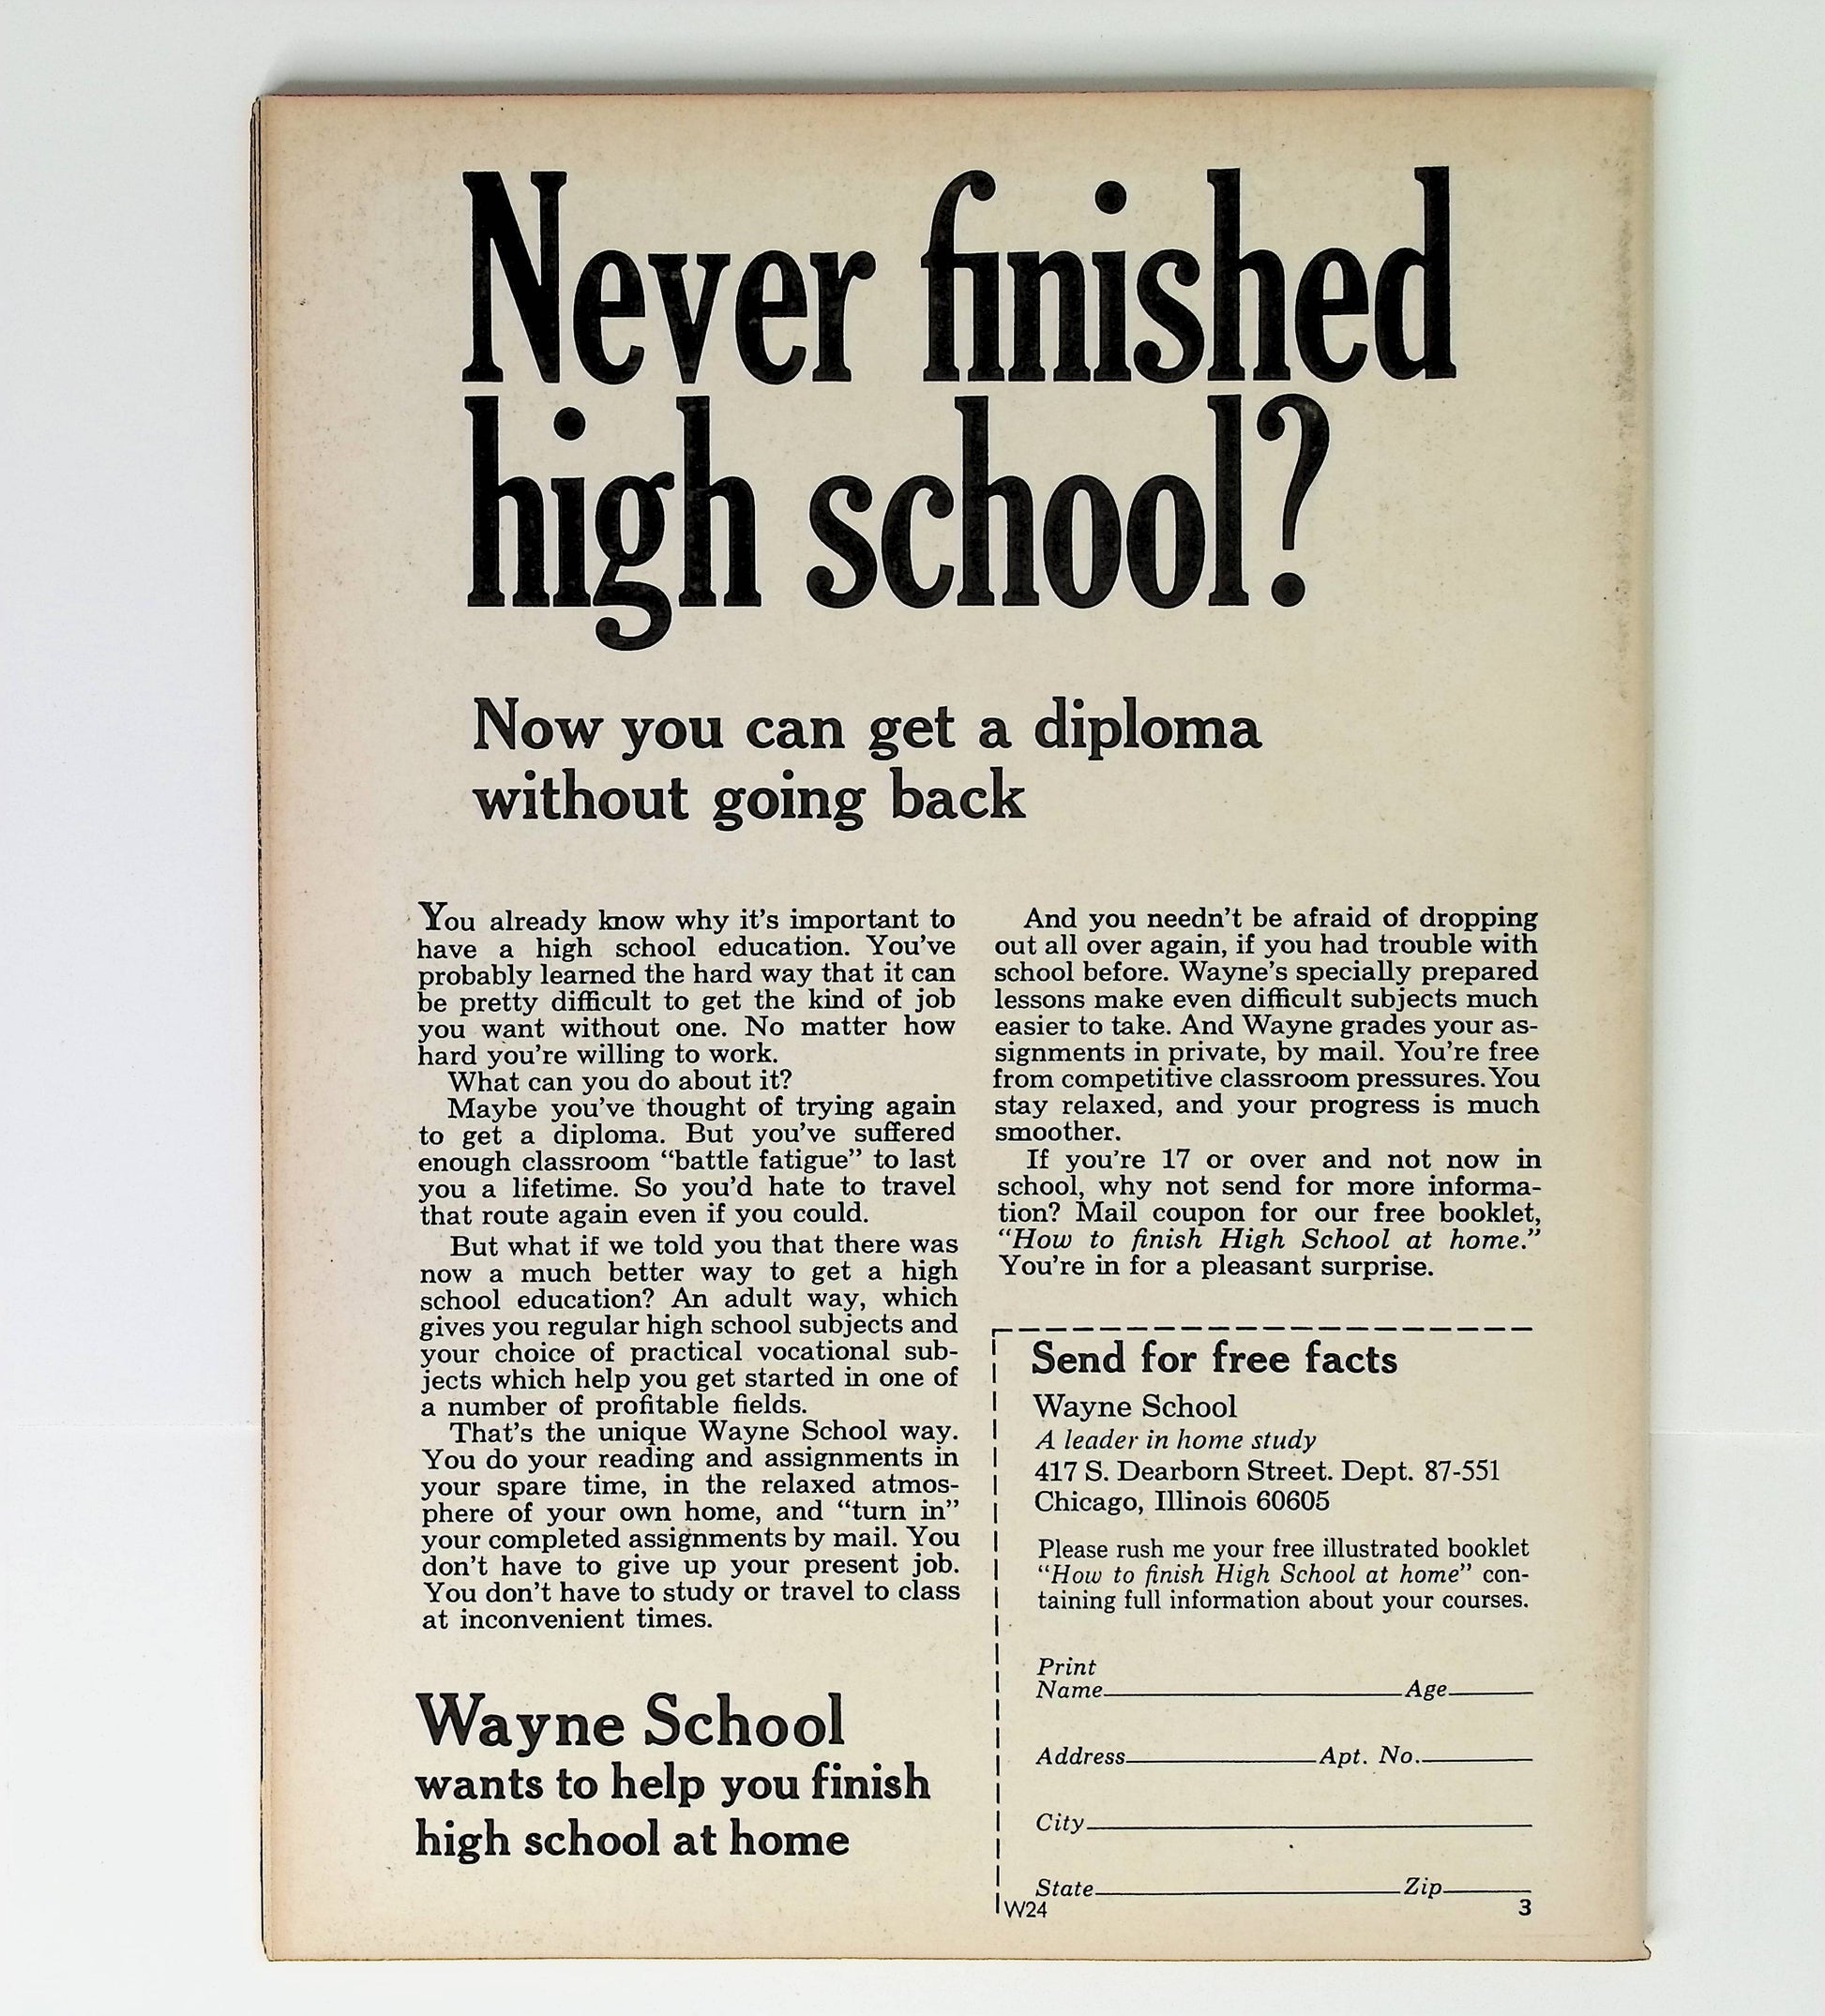 Never finished
high school?
Now you can get a diploma
without going back
You already know why it's important to
have a high school education. You've
probably learned the hard way that it can
be pretty difficult to get the kind of job
you want without one. No matter how
hard you're willing to work.
What can you do about it?
Maybe you've thought of trying again
to get a diploma. But you've suffered
enough classroom “battle fatigue” to last
you a lifetime. So you'd hate to travel
that route again even if you could.
But what if we told you that there was
now a much better way to get a high
school education? An adult way, which
gives you regular high school subjects and
your choice of practical vocational sub-
jects which help you get started in one of
a number of profitable fields.
That's the unique Wayne School way.
You do your reading and assignments in
your spare time, in the relaxed atmos-
phere of your own home, and “turn in”
your completed assignments by mail. You
don't have to give up your present job.
You don't have to study or travel to class
at inconvenient times.
Wayne School
wants to help you finish
high school at home
And you needn't be afraid of dropping
out all over again, if you had trouble with
school before. Wayne's specially prepared
lessons make even difficult subjects much
easier to take. And Wayne grades your as-
signments in private, by mail. You're free
from competitive classroom pressures. You
stay relaxed, and your progress is much
smoother.
If you're 17 or over and not now in
school, why not send for more informa-
tion? Mail coupon for our free booklet,
“How to finish High School at home.”
You're in for a pleasant surprise.
Send for free facts
Wayne School
A leader in home study
417 S. Dearborn Street. Dept. 87-551
Chicago, Illinois 60605
Please rush me your free illustrated booklet
“How to finish High School at home” con-
taining full information about your courses.
Print
Name Age
Address Apt. No.
City
State Zip
W24 3